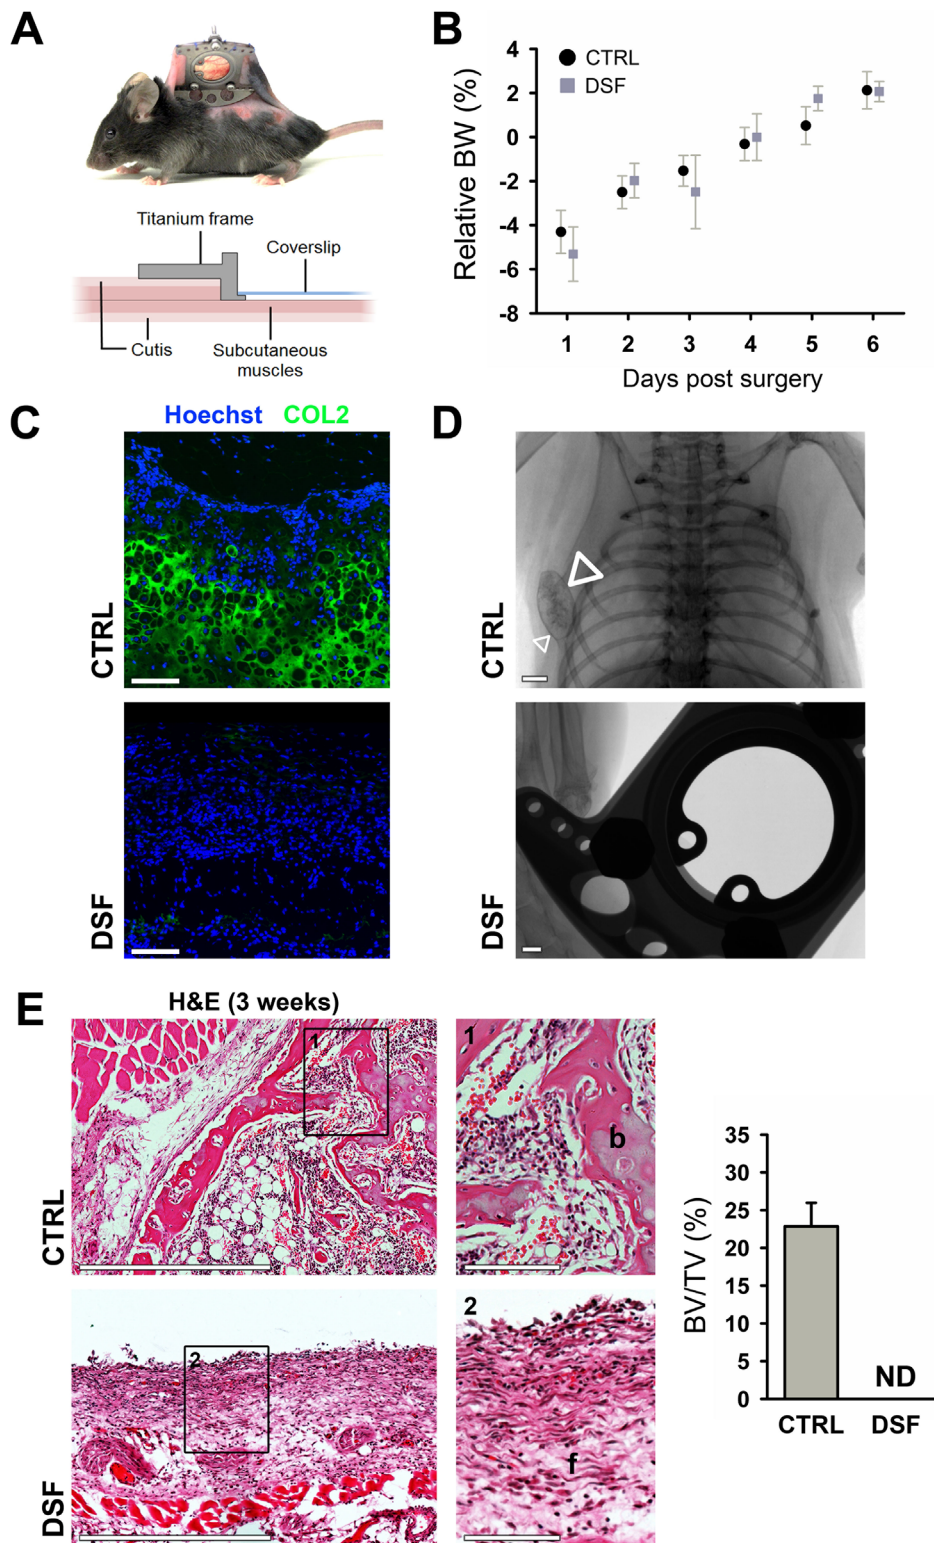 A
Titanium frame
Coverslip
Cutis
Subcutaneous
muscles
B
Relative BW (%)
4
2
0
-2
-4
-6
-8
CTRL
DSF
1 2 3 4 5 6
Days post surgery
C
Hoechst COL2
CTRL
DSF
D
CTRL
DSF
E
H&E (3 weeks)
CTRL
1
1
b
DSF
2
2
f
BV/TV (%)
35
30
25
20
15
10
5
0
ND
CTRL DSF